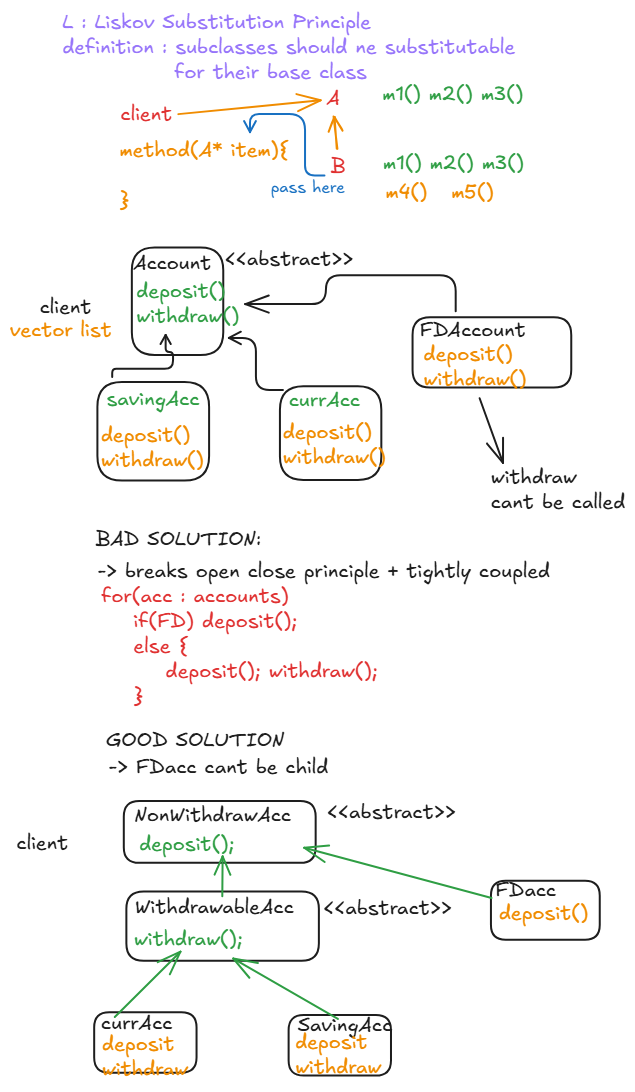 L : Liskov Substitution Principle
definition : subclasses should ne substitutable
for their base class
client
A
m1() m2() m3()
method(A* item){
B
m1() m2() m3()
pass here
m4() m5()
}
Account
<<abstract>>
deposit()
withdraw()
client
vector list
FDAccount
deposit()
withdraw()
savingAcc
deposit()
withdraw()
currAcc
deposit()
withdraw()
withdraw
cant be called
BAD SOLUTION:
-> breaks open close principle + tightly coupled
for(acc : accounts)
if(FD) deposit();
else {
deposit(); withdraw();
}
GOOD SOLUTION
-> FDacc cant be child
NonWithdrawAcc
<<abstract>>
deposit();
client
WithdrawableAcc
<<abstract>>
withdraw();
FDacc
deposit()
currAcc
deposit
withdraw
SavingAcc
deposit
withdraw